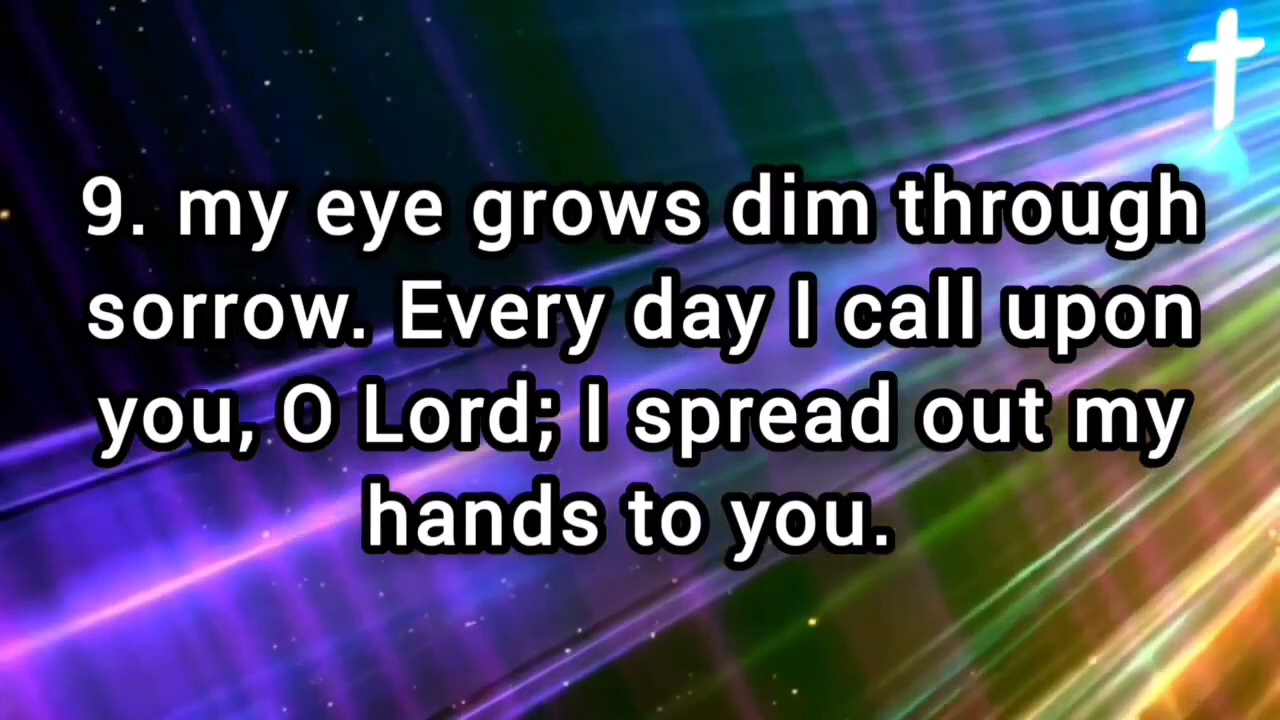 9. my eye grows dim through
sorrow. Every day I call upon
you, O Lord; I spread out my
hands to you.